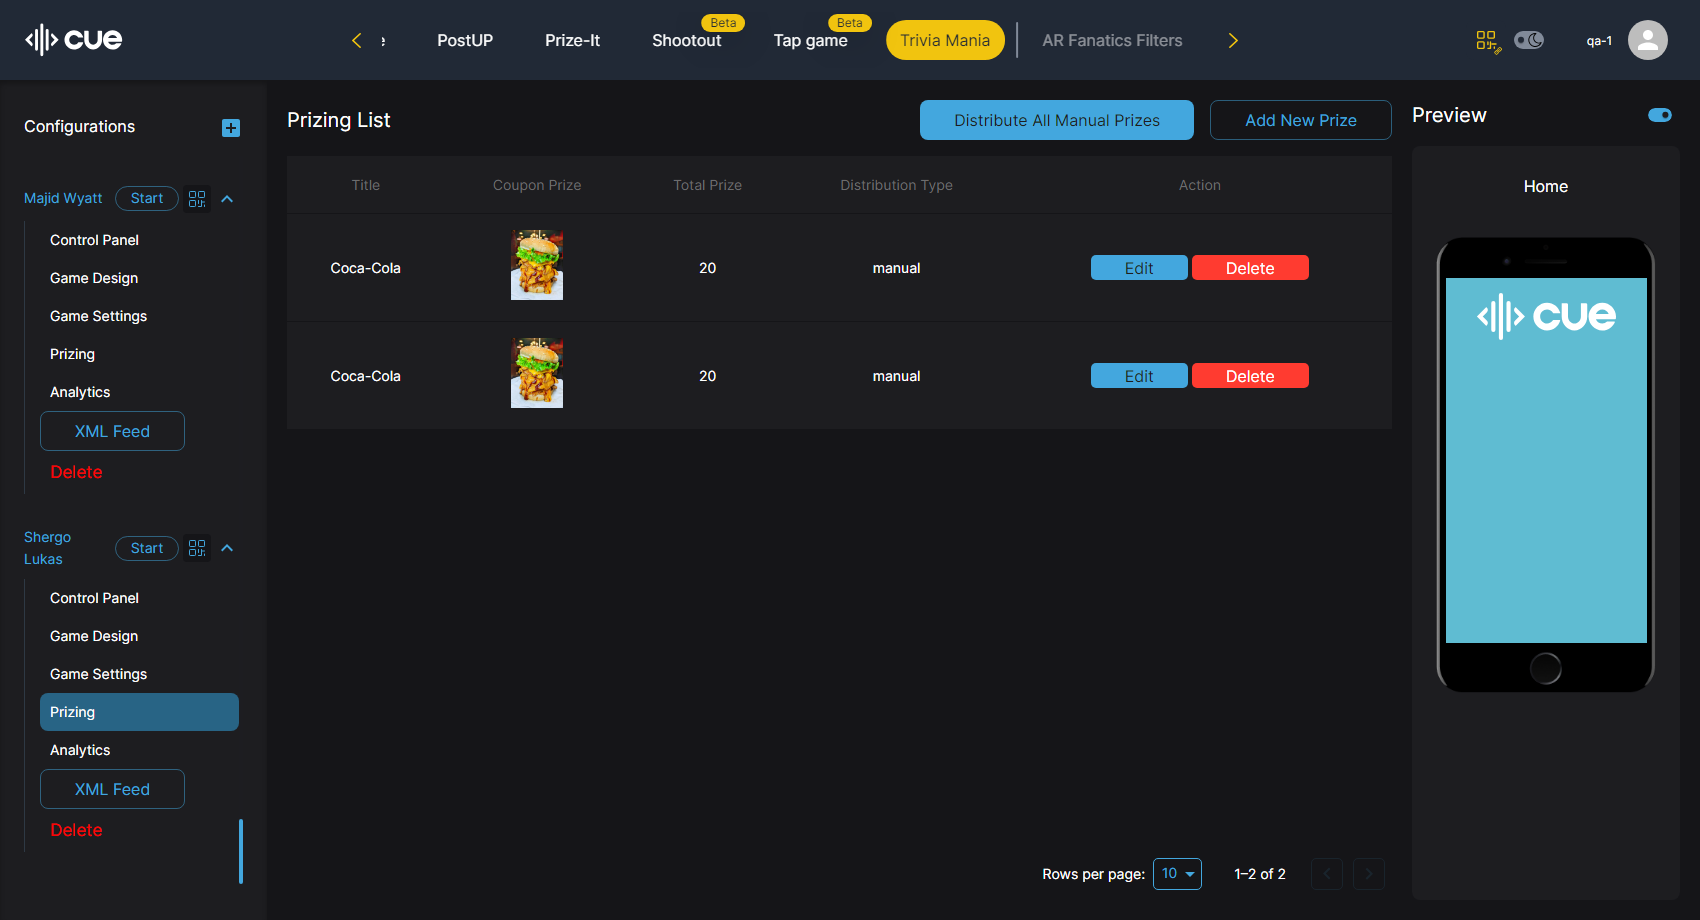 cue
PostUP
Prize-It
Shootout
Beta
Tap game
Beta
Trivia Mania
AR Fanatics Filters
qa-1
Configurations
Majid Wyatt
Start
Control Panel
Game Design
Game Settings
Prizing
Analytics
XML Feed
Delete
Shergo
Lukas
Start
Control Panel
Game Design
Game Settings
Prizing
Analytics
XML Feed
Delete
Prizing List
Distribute All Manual Prizes
Add New Prize
Title Coupon Prize Total Prize Distribution Type Action
Coca-Cola 20 manual Edit Delete
Coca-Cola 20 manual Edit Delete
Rows per page: 10 1–2 of 2
Preview
Home
cue